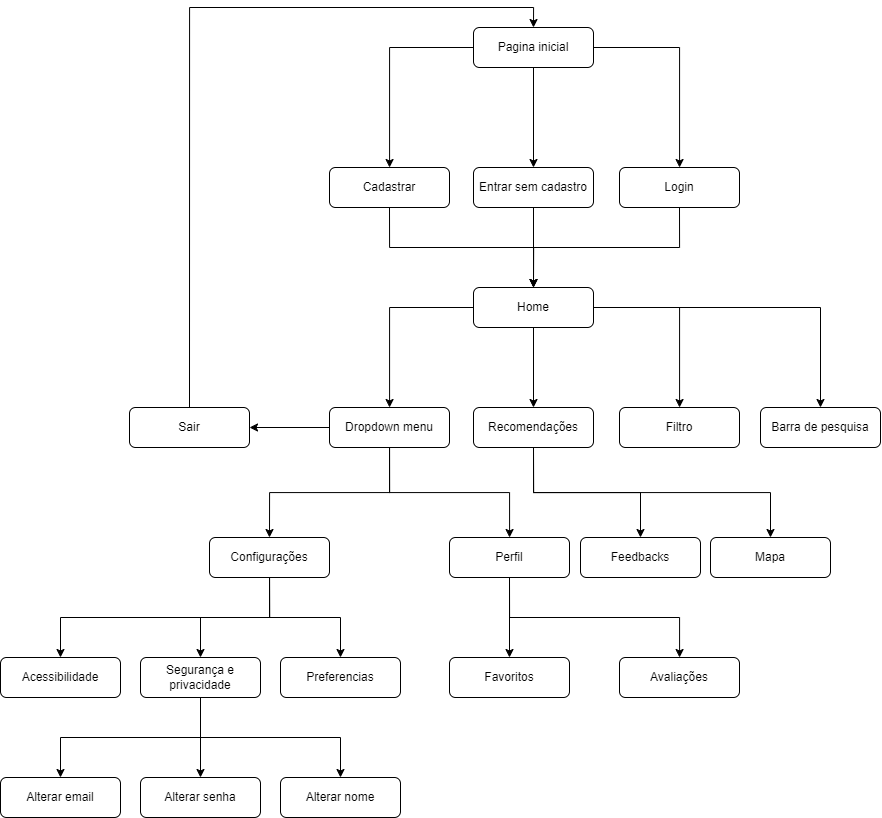 Pagina inicial
Cadastrar
Entrar sem cadastro
Login
Home
Sair
Dropdown menu
Recomendações
Filtro
Barra de pesquisa
Configurações
Perfil
Feedbacks
Mapa
Acessibilidade
Segurança e
privacidade
Preferencias
Favoritos
Avaliações
Alterar email
Alterar senha
Alterar nome